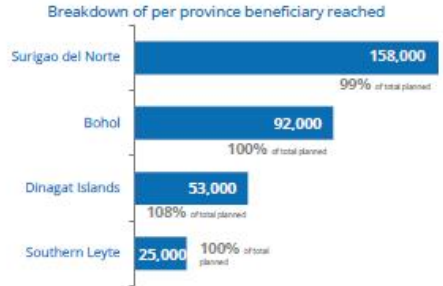 Breakdown of per province beneficiary reached
Surigao del Norte 158,000
99% of total planned
Bohol 92,000
100% of total planned
Dinagat Islands 53,000
108% of total planned
Southern Leyte 25,000 100% of total
planned